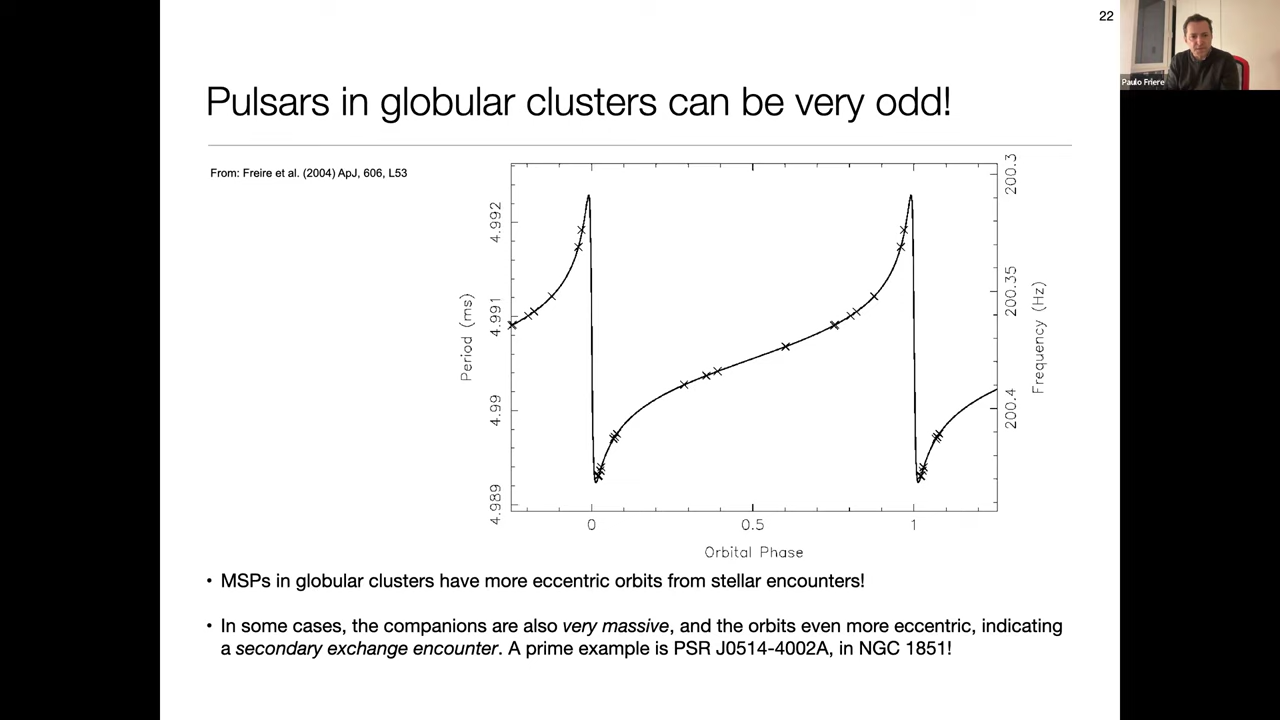 22
Paulo Friere
Pulsars in globular clusters can be very odd!
From: Freire et al. (2004) ApJ, 606, L53
Period (ms)
4.992
4.991
4.99
4.989
200.3
200.35
200.4
Frequency (Hz)
0
0.5
1
Orbital Phase
• MSPs in globular clusters have more eccentric orbits from stellar encounters!
• In some cases, the companions are also very massive, and the orbits even more eccentric, indicating
a secondary exchange encounter. A prime example is PSR J0514-4002A, in NGC 1851!